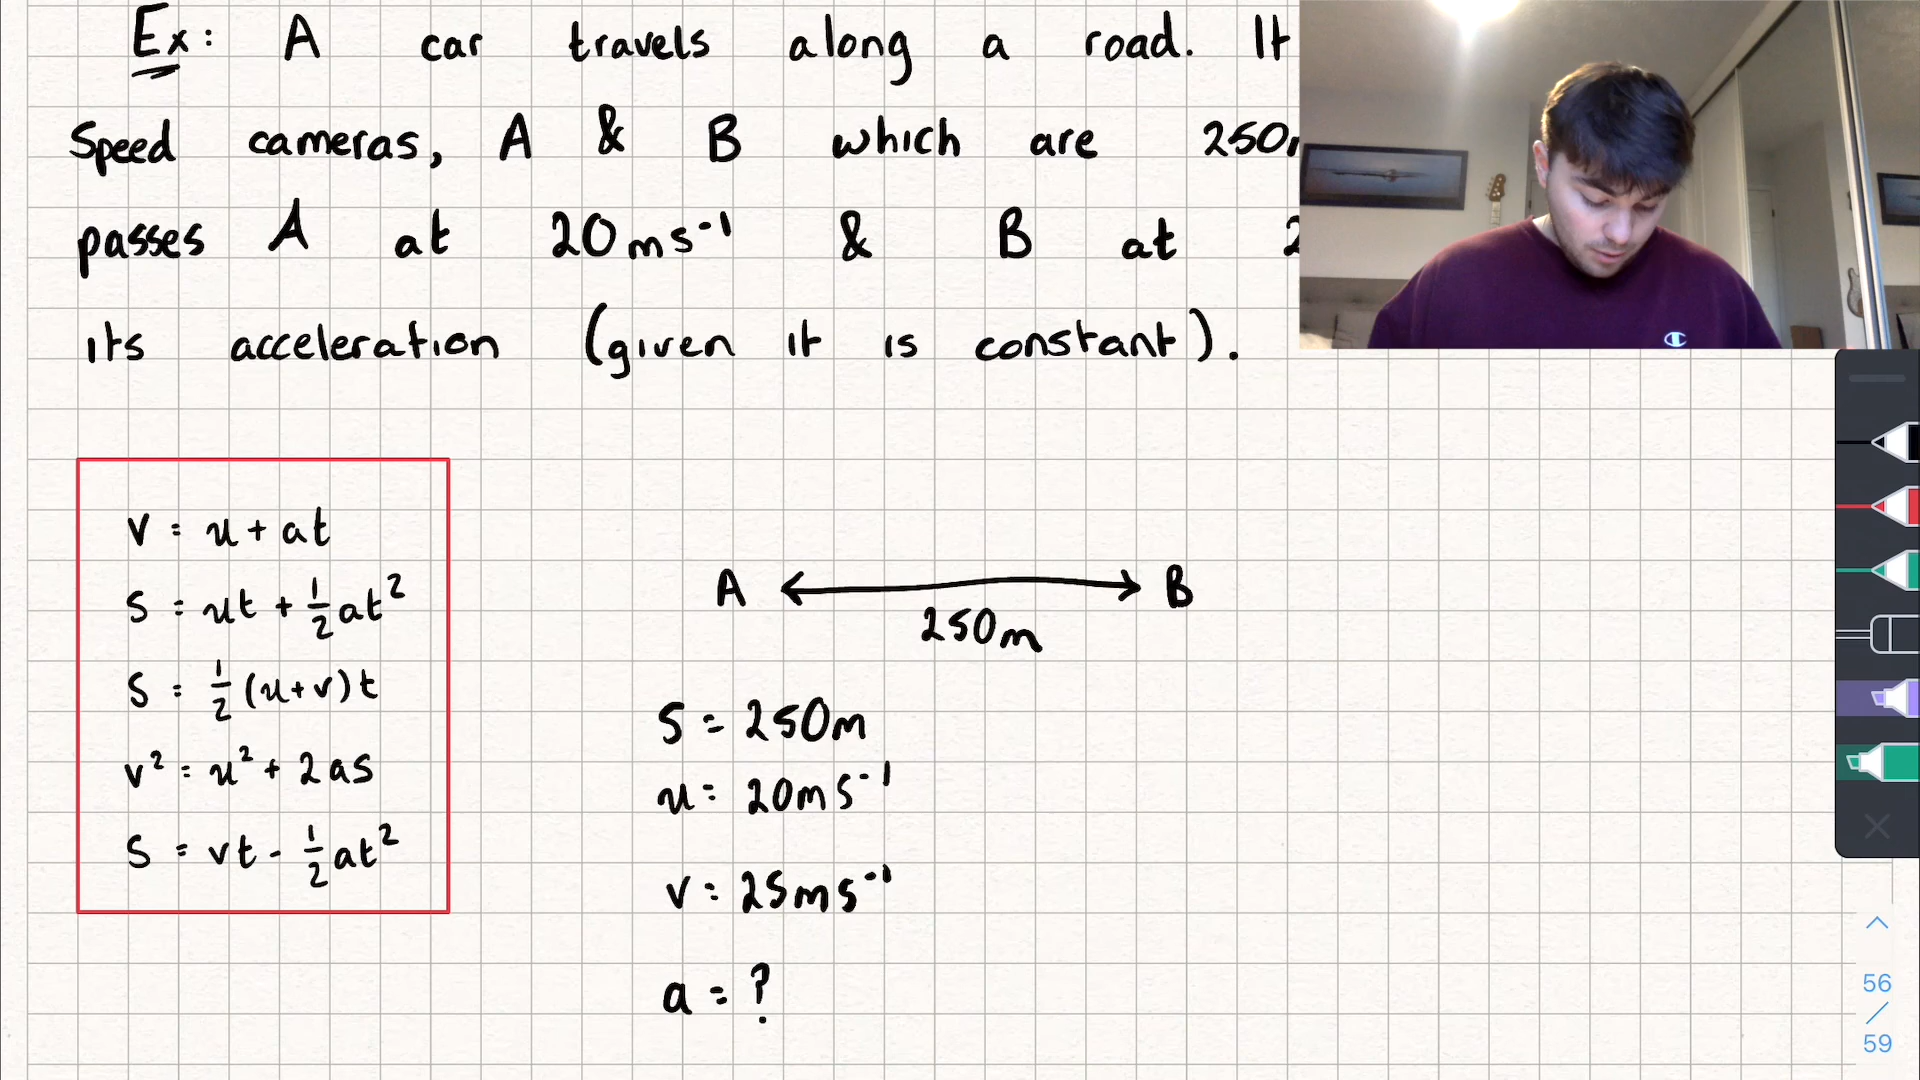 Ex: A car travels along a road. It
Speed cameras, A & B which are 250
passes A at 20ms⁻¹ & B at 2
its acceleration (given it is constant).
v = u + at
s = ut + ½at²
s = ½(u+v)t
v² = u² + 2as
s = vt - ½at²
A B
250m
s = 250m
u = 20ms⁻¹
v = 25ms⁻¹
a = ?
56
/
59